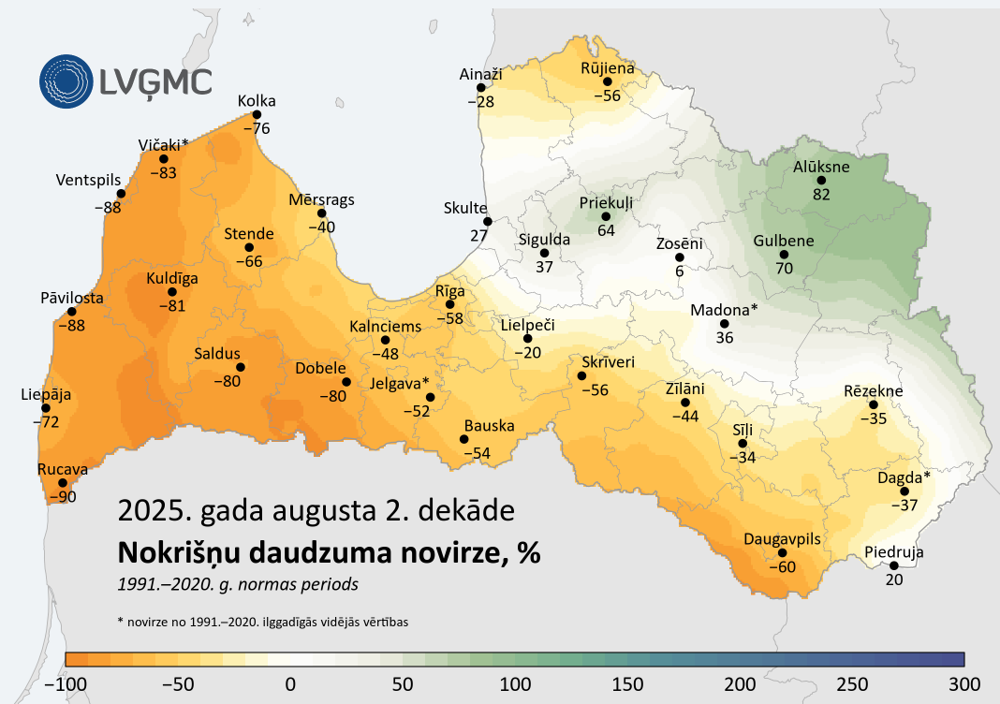 LVĢMC
Ainaži
−28
Rūjiena
−56
Kolka
−76
Vičaki*
−83
Ventspils
−88
Mērsrags
−40
Alūksne
82
Skulte
27
Priekuļi
64
Stende
−66
Sigulda
37
Zosēni
6
Gulbene
70
Kuldīga
−81
Pāvilosta
−88
Rīga
−58
Madona*
36
Kalnciems
−48
Lielpeči
−20
Saldus
−80
Dobele
−80
Jelgava*
−52
Skrīveri
−56
Zīlāni
−44
Rēzekne
−35
Liepāja
−72
Bauska
−54
Sīļi
−34
Rucava
−90
Dagda*
−37
Daugavpils
−60
Piedruja
20
2025. gada augusta 2. dekāde
Nokrišņu daudzuma novirze, %
1991.–2020. g. normas periods
* novirze no 1991.–2020. ilggadīgās vidējās vērtības
−100 −50 0 50 100 150 200 250 300